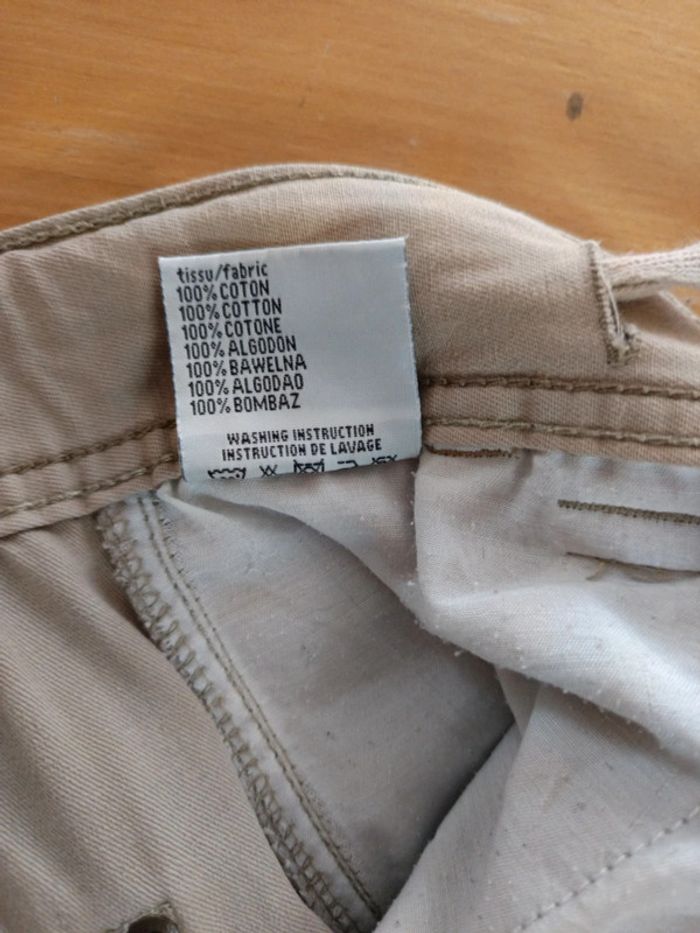 tissu/fabric
100% COTON
100% COTTON
100% COTONE
100% ALGODON
100% BAWELNA
100% ALGODAO
100% BOMBAZ
WASHING INSTRUCTION
INSTRUCTION DE LAVAGE